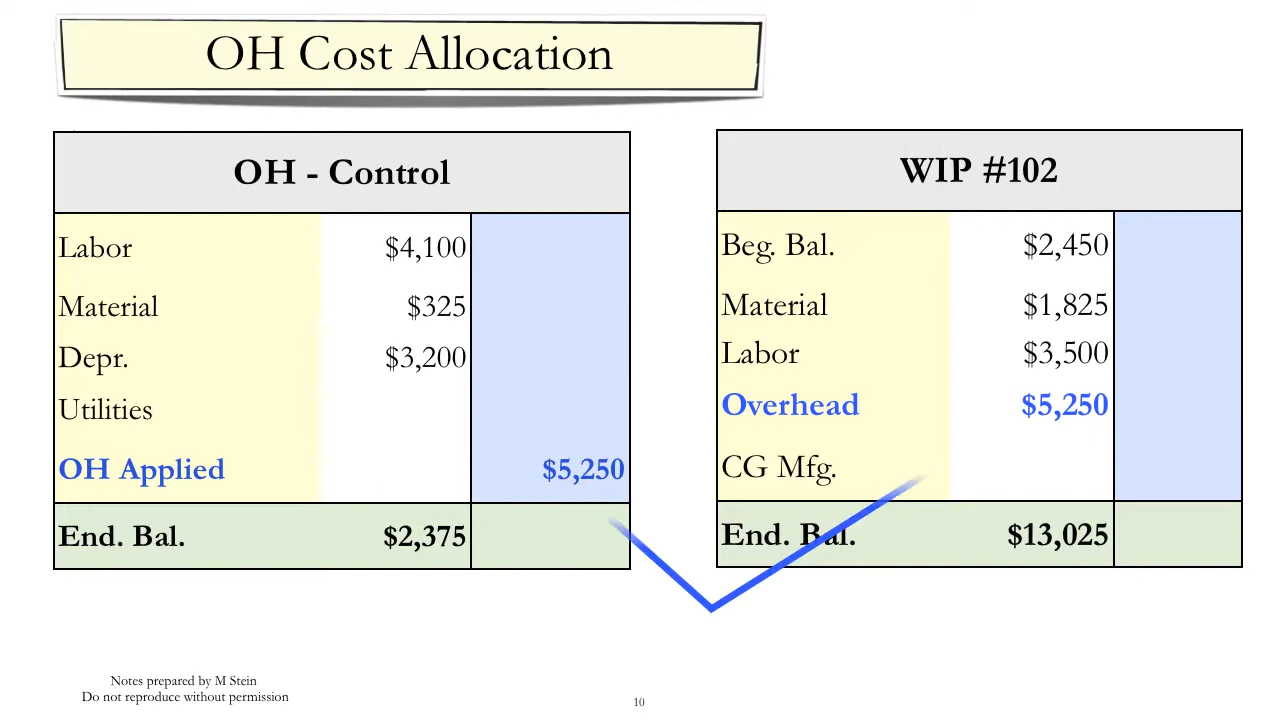 OH Cost Allocation
OH - Control
Labor $4,100
Material $325
Depr. $3,200
Utilities
OH Applied $5,250
End. Bal. $2,375
WIP #102
Beg. Bal. $2,450
Material $1,825
Labor $3,500
Overhead $5,250
CG Mfg.
End. Bal. $13,025
Notes prepared by M Stein
Do not reproduce without permission
10